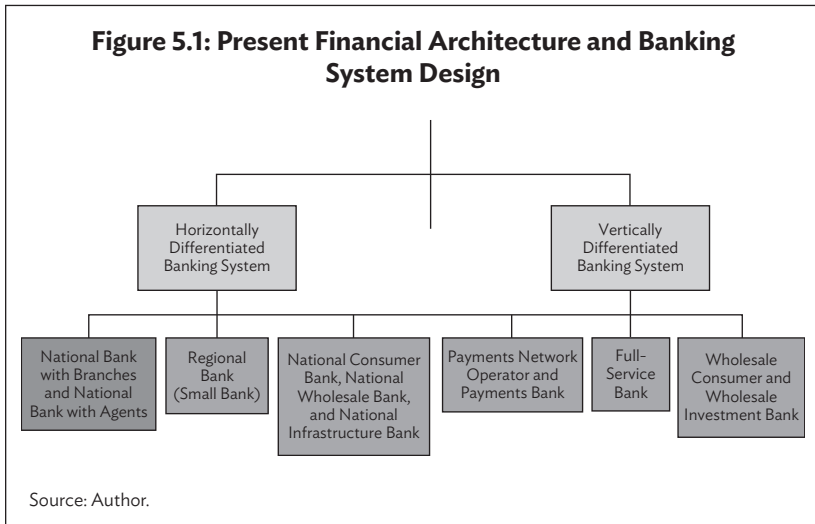 Figure 5.1: Present Financial Architecture and Banking
System Design
Horizontally
Differentiated
Banking System
Vertically
Differentiated
Banking System
National Bank
with Branches
and National
Bank with Agents
Regional
Bank
(Small Bank)
National Consumer
Bank, National
Wholesale Bank,
and National
Infrastructure Bank
Payments Network
Operator and
Payments Bank
Full-
Service
Bank
Wholesale
Consumer and
Wholesale
Investment Bank
Source: Author.